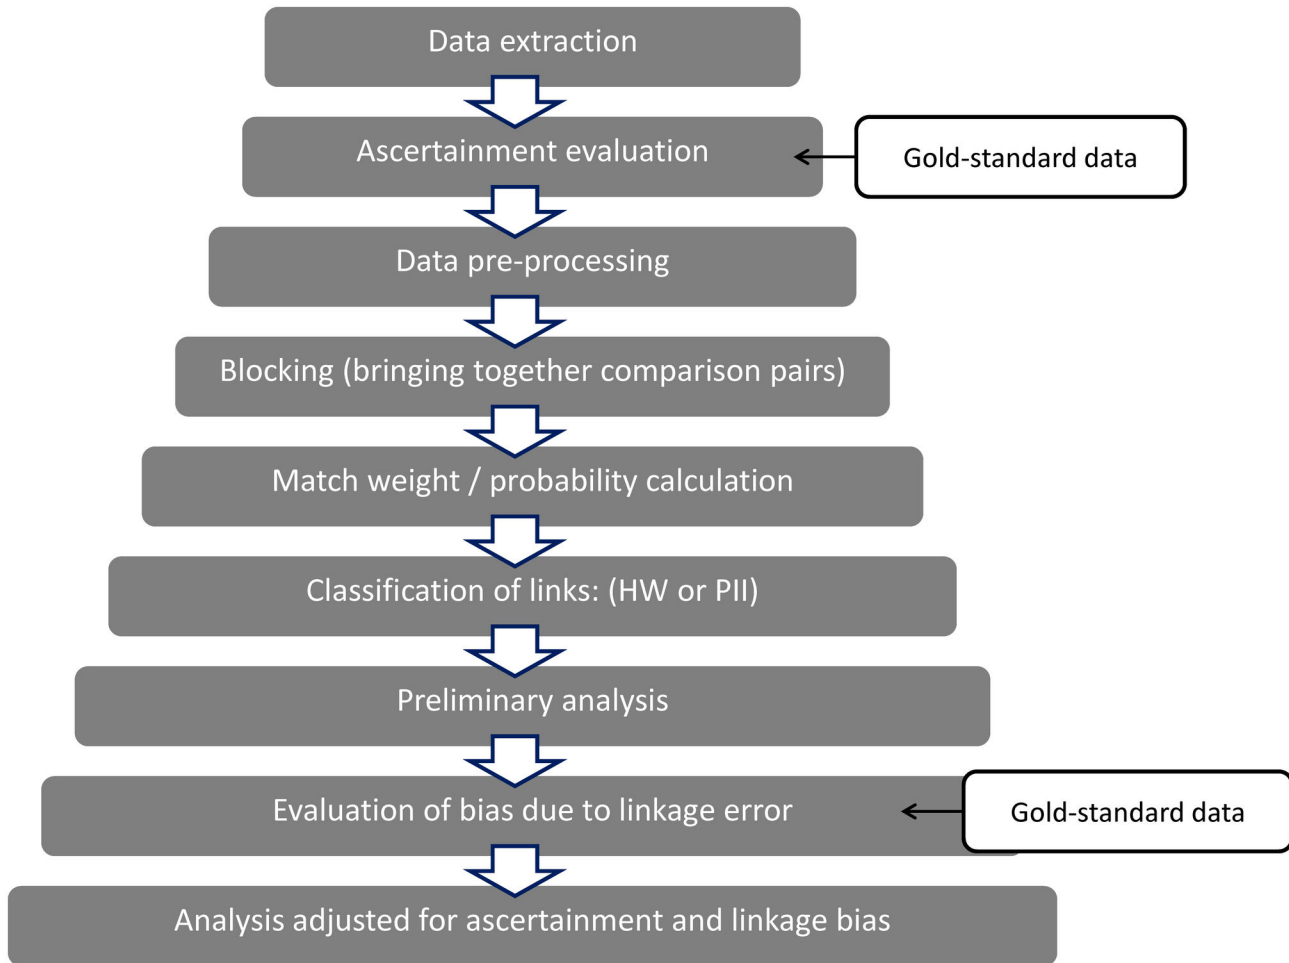 Data extraction
Ascertainment evaluation
Gold-standard data
Data pre-processing
Blocking (bringing together comparison pairs)
Match weight / probability calculation
Classification of links: (HW or PII)
Preliminary analysis
Evaluation of bias due to linkage error
Gold-standard data
Analysis adjusted for ascertainment and linkage bias